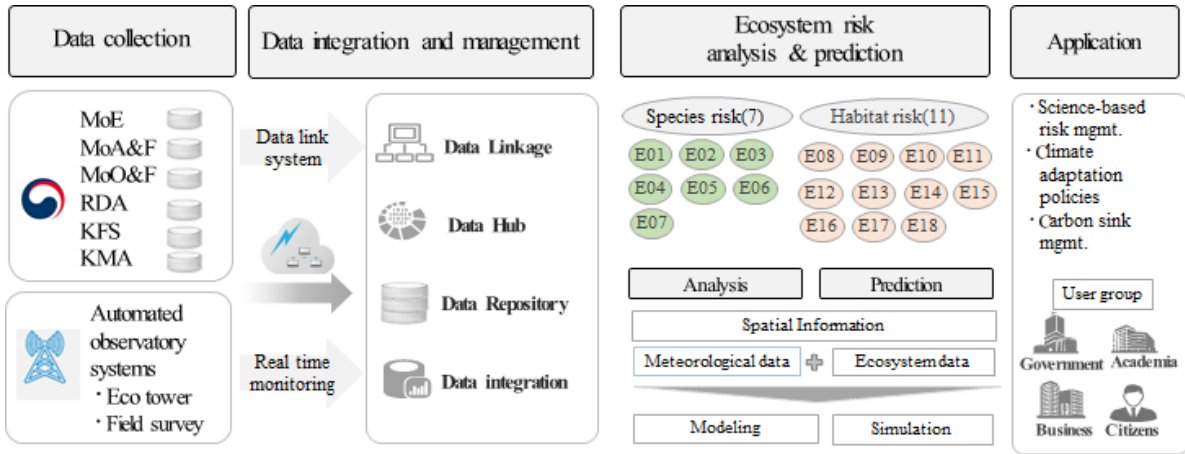 Data collection
MoE
MoA&F
MoO&F
RDA
KFS
KMA
Automated
observatory
systems
· Eco tower
· Field survey
Data integration and management
Data link
system
Real time
monitoring
Data Linkage
Data Hub
Data Repository
Data integration
Ecosystem risk
analysis & prediction
Species risk(7)
E01 E02 E03
E04 E05 E06
E07
Habitat risk(11)
E08 E09 E10 E11
E12 E13 E14 E15
E16 E17 E18
Analysis
Prediction
Spatial Information
Meteorological data
Ecosystem data
Modeling
Simulation
Application
· Science-based
risk mgmt.
· Climate
adaptation
policies
· Carbon sink
mgmt.
User group
Government
Academia
Business
Citizens